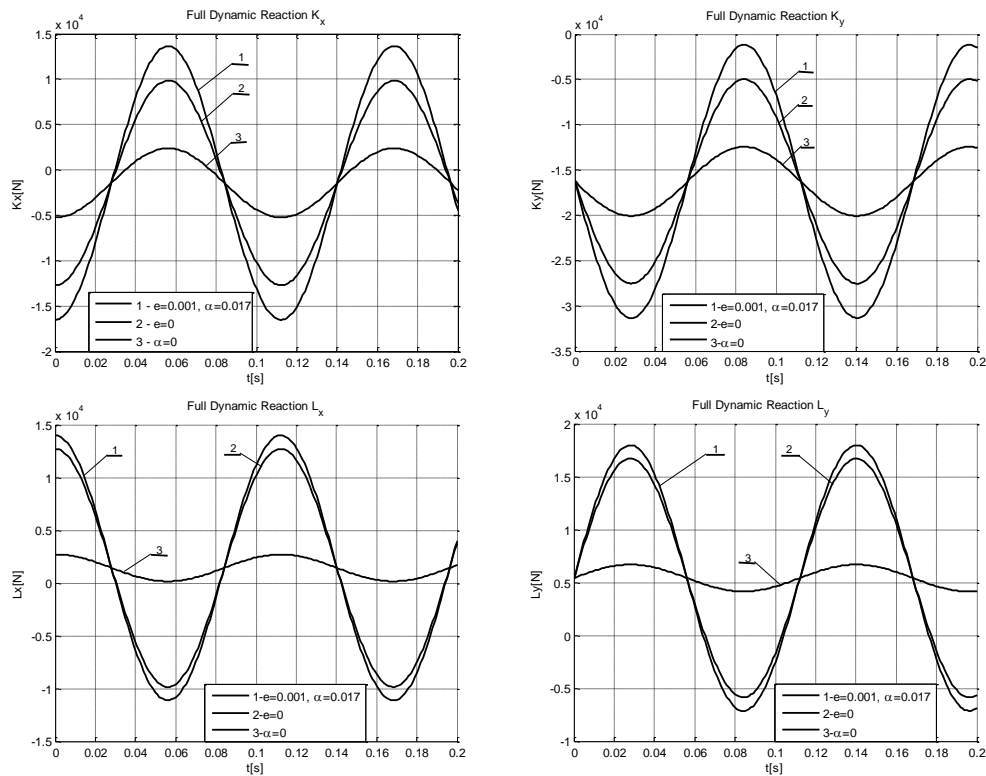 Full Dynamic Reaction Kx
x 10^4
1.5
1
0.5
0
-0.5
-1
-1.5
-2
Kx[N]
1
2
3
1 - e=0.001, α=0.017
2 - e=0
3 - α=0
0 0.02 0.04 0.06 0.08 0.1 0.12 0.14 0.16 0.18 0.2
t[s]
Full Dynamic Reaction Ky
x 10^4
0
-0.5
-1
-1.5
-2
-2.5
-3
-3.5
Ky[N]
1
2
3
1-e=0.001, α=0.017
2-e=0
3-α=0
0 0.02 0.04 0.06 0.08 0.1 0.12 0.14 0.16 0.18 0.2
t[s]
Full Dynamic Reaction Lx
x 10^4
1.5
1
0.5
0
-0.5
-1
-1.5
Lx[N]
1
2
3
1-e=0.001, α=0.017
2-e=0
3-α=0
0 0.02 0.04 0.06 0.08 0.1 0.12 0.14 0.16 0.18 0.2
t[s]
Full Dynamic Reaction Ly
x 10^4
2
1.5
1
0.5
0
-0.5
-1
Ly[N]
1
2
3
1-e=0.001, α=0.017
2-e=0
3-α=0
0 0.02 0.04 0.06 0.08 0.1 0.12 0.14 0.16 0.18 0.2
t[s]